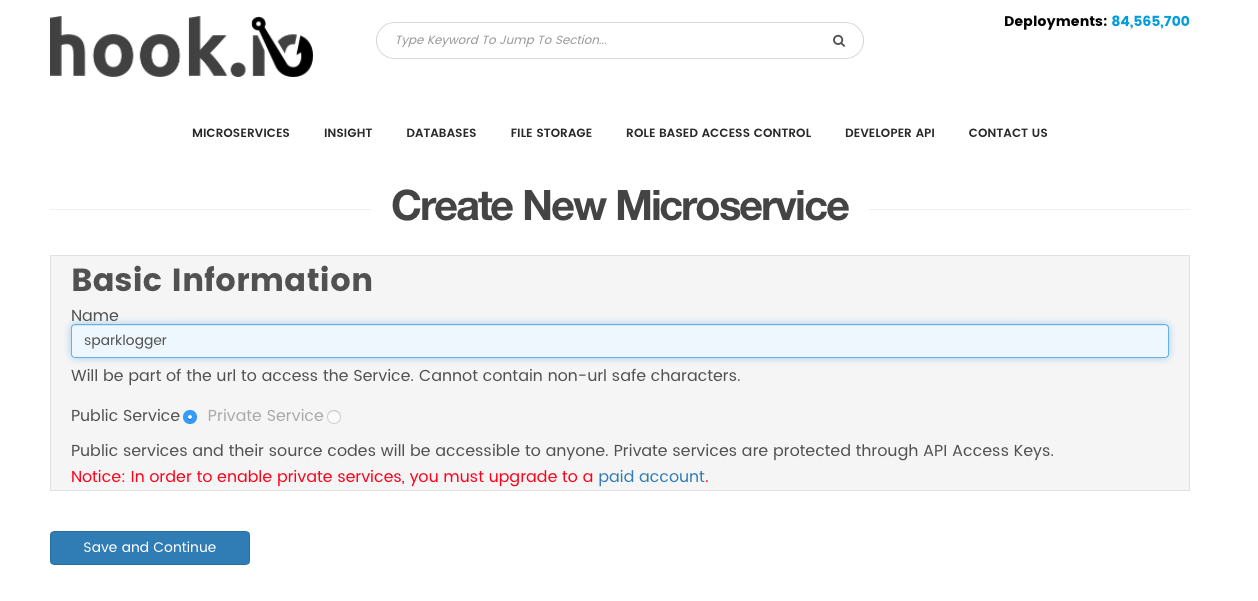 hook.io
Type Keyword To Jump To Section...
Deployments: 84,565,700
MICROSERVICES INSIGHT DATABASES FILE STORAGE ROLE BASED ACCESS CONTROL DEVELOPER API CONTACT US
Create New Microservice
Basic Information
Name
sparklogger
Will be part of the url to access the Service. Cannot contain non-url safe characters.
Public Service Private Service
Public services and their source codes will be accessible to anyone. Private services are protected through API Access Keys.
Notice: In order to enable private services, you must upgrade to a paid account.
Save and Continue